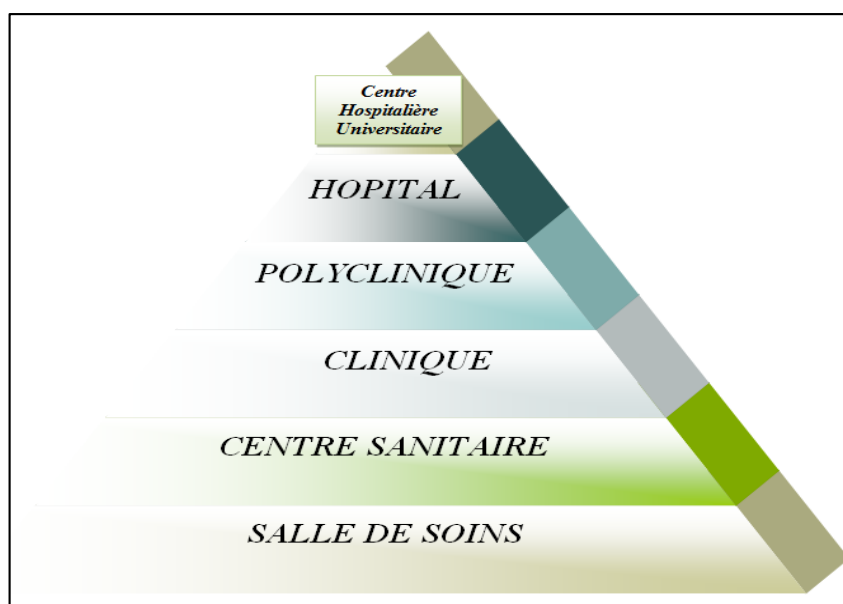 Centre
Hospitalière
Universitaire
HOPITAL
POLYCLINIQUE
CLINIQUE
CENTRE SANITAIRE
SALLE DE SOINS